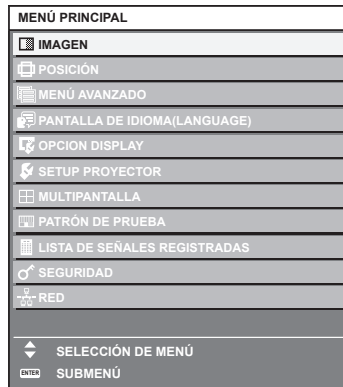 MENÚ PRINCIPAL
IMAGEN
POSICIÓN
MENÚ AVANZADO
PANTALLA DE IDIOMA(LANGUAGE)
OPCION DISPLAY
SETUP PROYECTOR
MULTIPANTALLA
PATRÓN DE PRUEBA
LISTA DE SEÑALES REGISTRADAS
SEGURIDAD
RED
SELECCIÓN DE MENÚ
ENTER SUBMENÚ